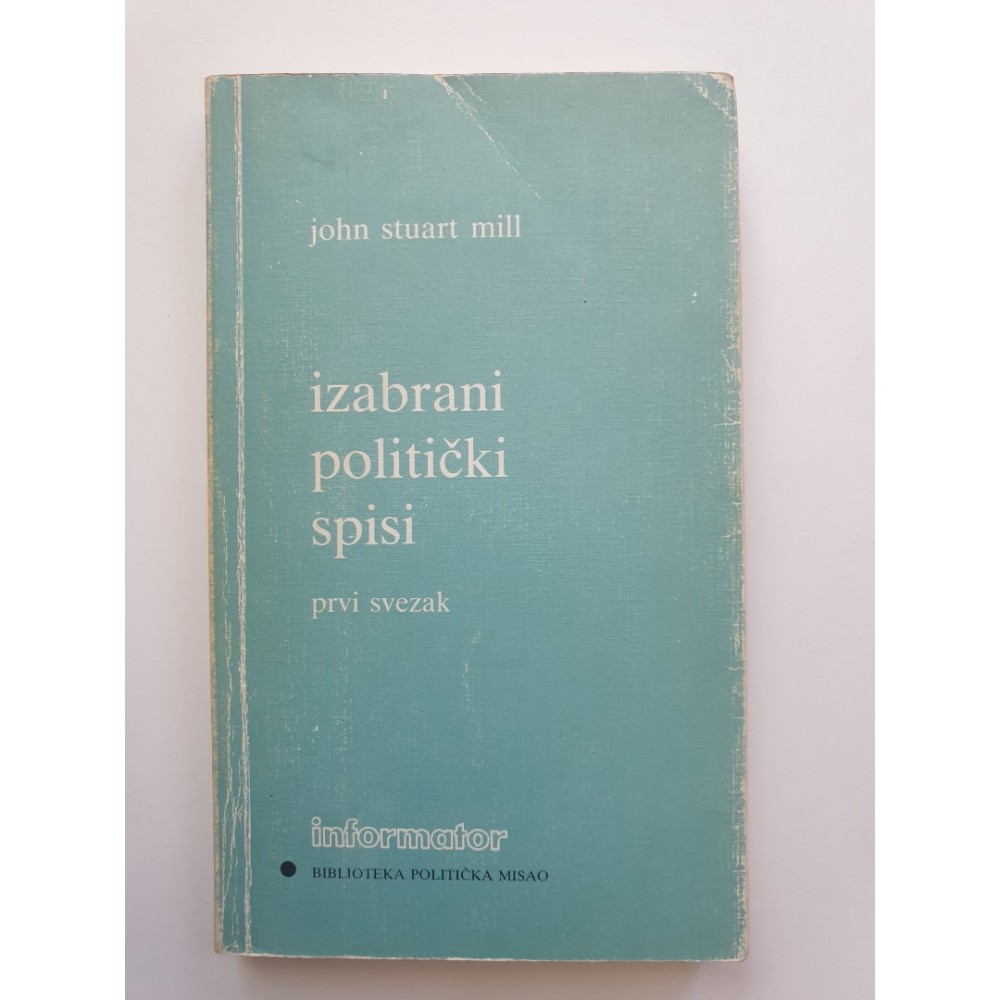 john stuart mill
izabrani
politički
spisi
prvi svezak
informator
BIBLIOTEKA POLITIČKA MISAO